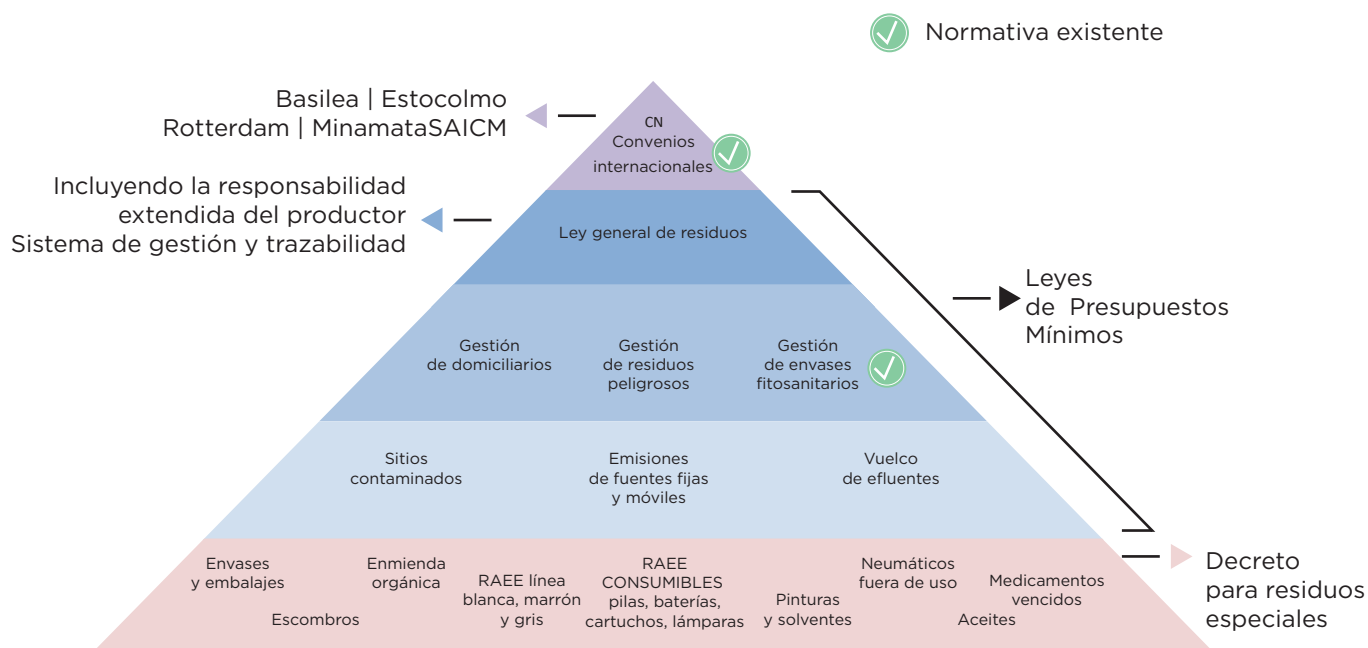 Normativa existente
Basilea | Estocolmo
Rotterdam | MinamataSAICM
CN
Convenios
internacionales
Incluyendo la responsabilidad
extendida del productor
Sistema de gestión y trazabilidad
Ley general de residuos
Leyes
de Presupuestos
Mínimos
Gestión
de domiciliarios
Gestión
de residuos
peligrosos
Gestión
de envases
fitosanitarios
Sitios
contaminados
Emisiones
de fuentes fijas
y móviles
Vuelco
de efluentes
Envases
y embalajes
Escombros
Enmienda
orgánica
RAEE línea
blanca, marrón
y gris
RAEE
CONSUMIBLES
pilas, baterías,
cartuchos, lámparas
Pinturas
y solventes
Neumáticos
fuera de uso
Aceites
Medicamentos
vencidos
Decreto
para residuos
especiales